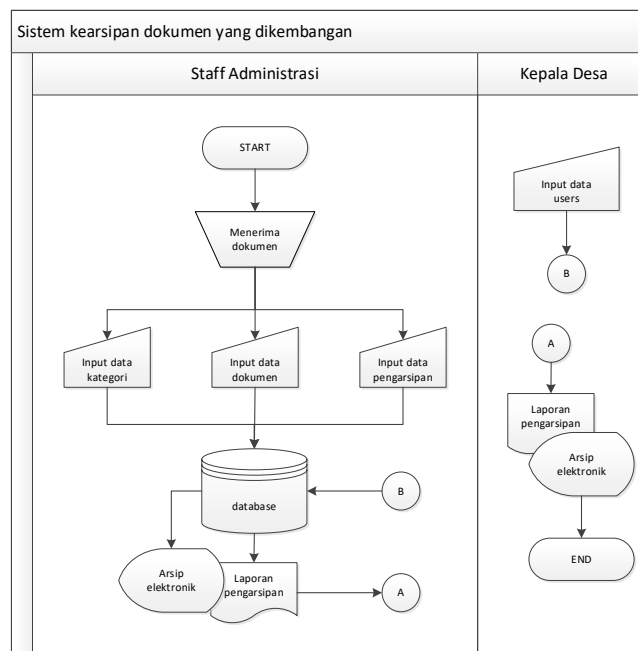 Sistem kearsipan dokumen yang dikembangan
Staff Administrasi
Kepala Desa
START
Menerima
dokumen
Input data
kategori
Input data
dokumen
Input data
pengarsipan
database
B
Arsip
elektronik
Laporan
pengarsipan
A
Input data
users
B
A
Laporan
pengarsipan
Arsip
elektronik
END